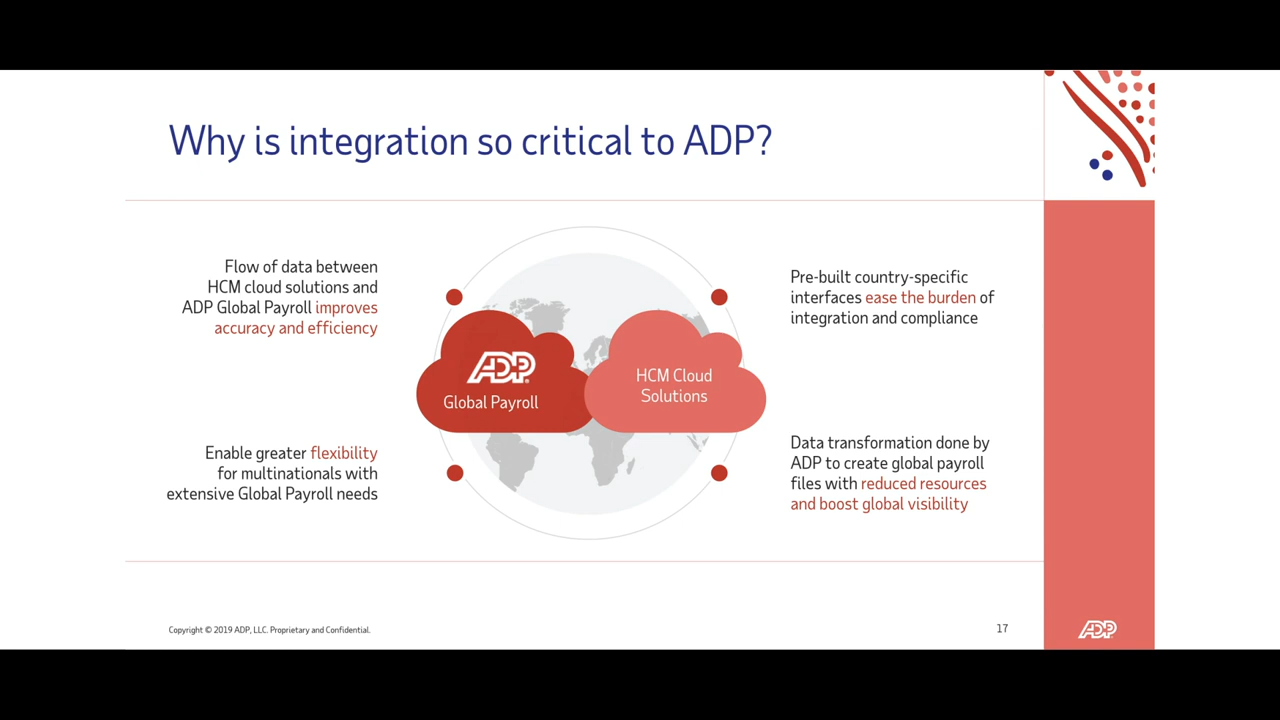 Why is integration so critical to ADP?
Flow of data between
HCM cloud solutions and
ADP Global Payroll improves
accuracy and efficiency
Enable greater flexibility
for multinationals with
extensive Global Payroll needs
ADP
Global Payroll
HCM Cloud
Solutions
Pre-built country-specific
interfaces ease the burden of
integration and compliance
Data transformation done by
ADP to create global payroll
files with reduced resources
and boost global visibility
Copyright © 2019 ADP, LLC. Proprietary and Confidential.
17
ADP